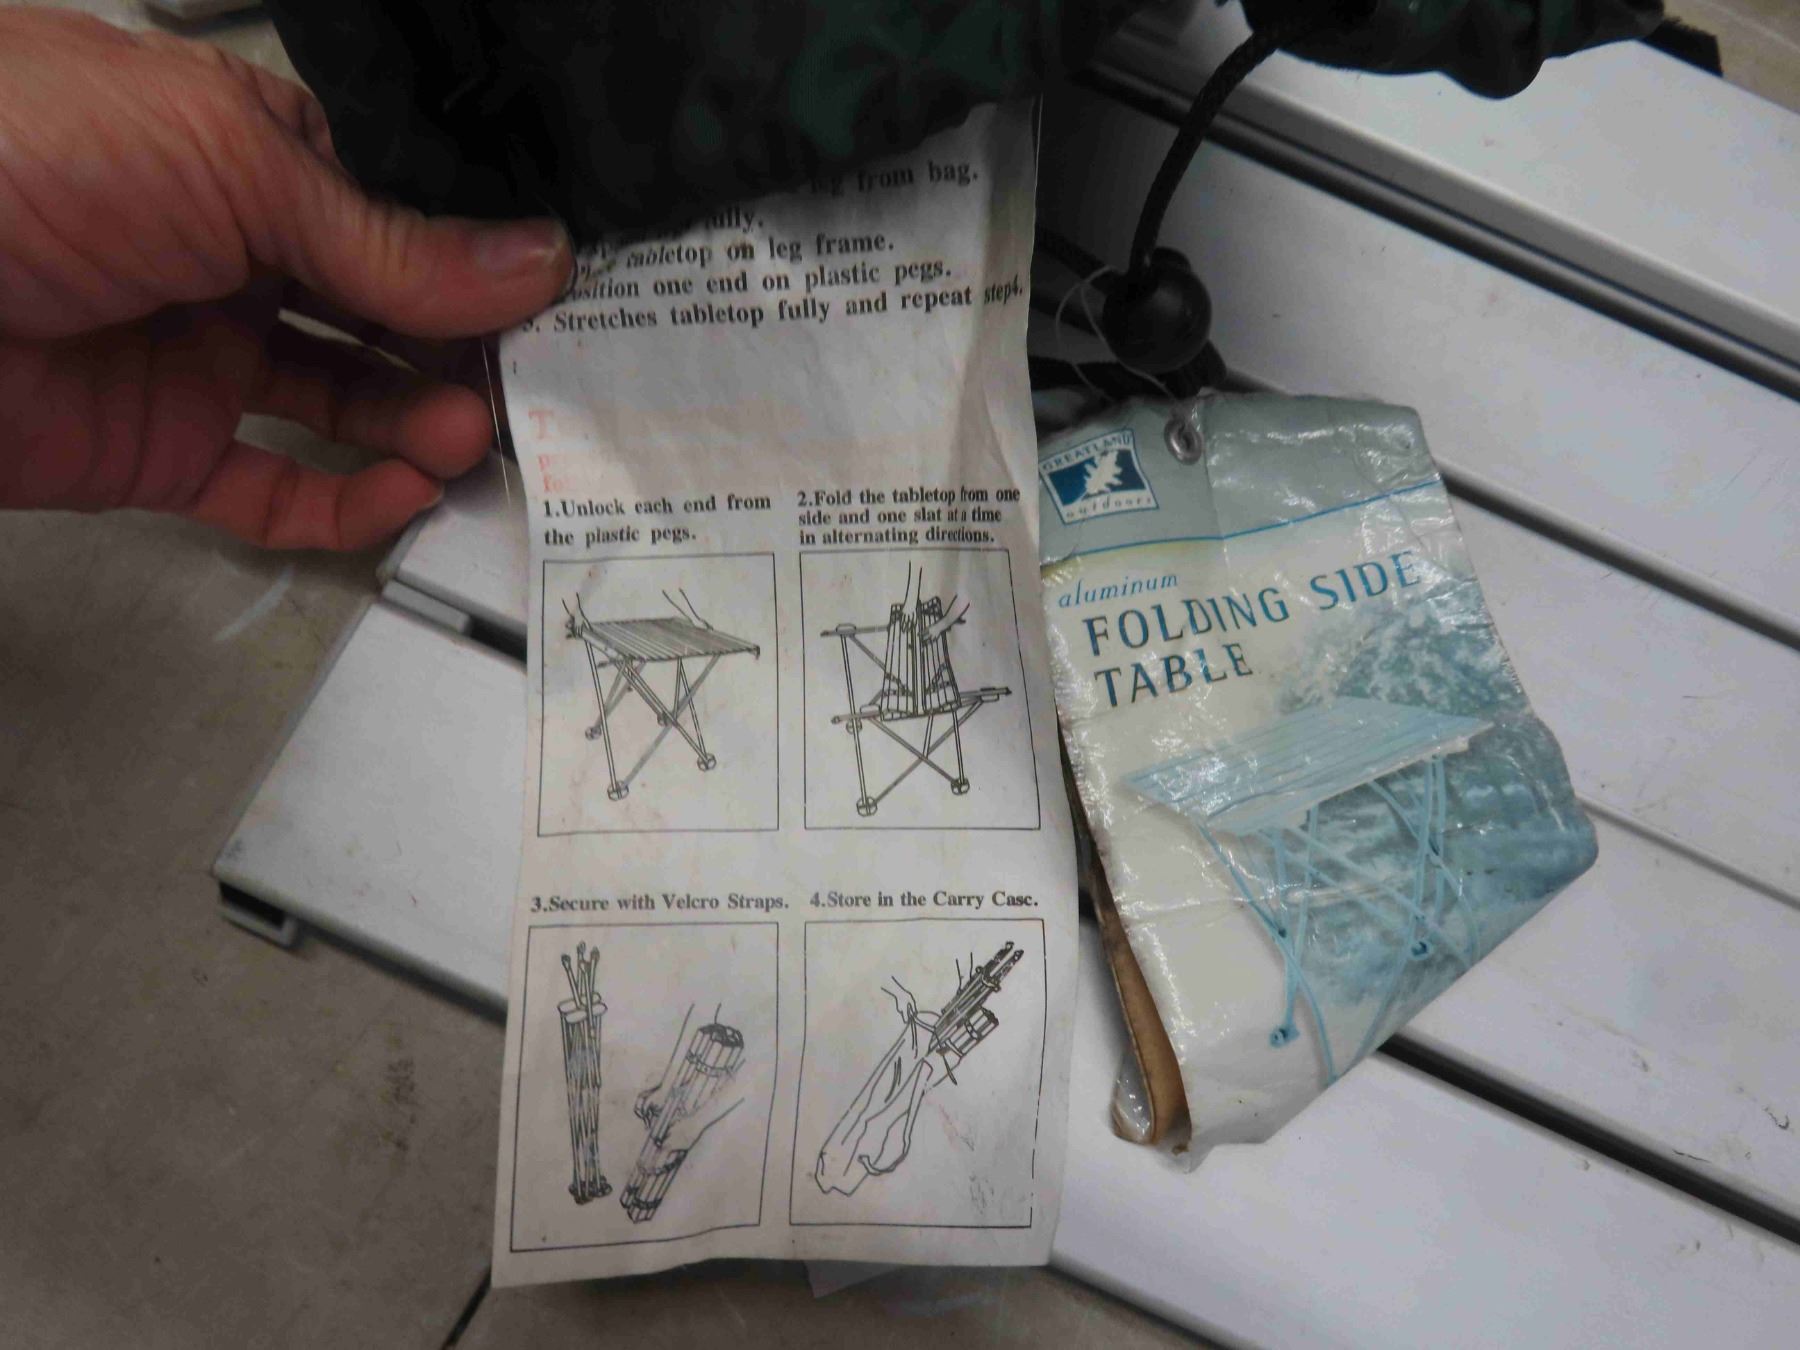 leg from bag.
fully.
tabletop on leg frame.
Position one end on plastic pegs.
5. Stretches tabletop fully and repeat step4.
1.Unlock each end from
the plastic pegs.
2.Fold the tabletop from one
side and one slat at a time
in alternating directions.
3.Secure with Velcro Straps.
4.Store in the Carry Case.
GREATLAND
outdoors
aluminum
FOLDING SIDE
TABLE